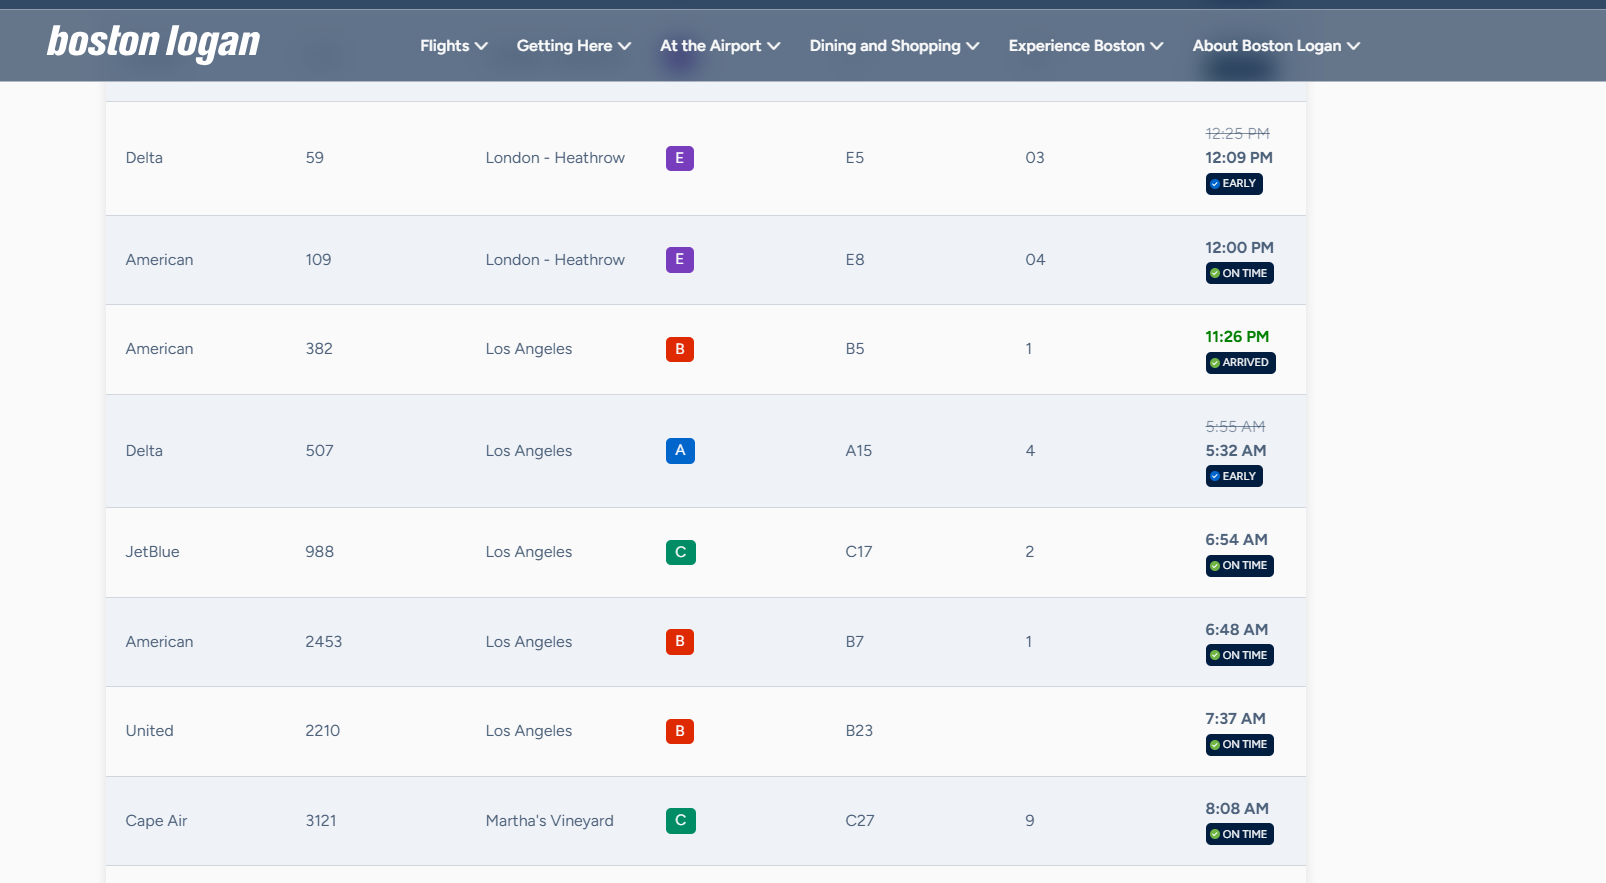 boston logan
Flights Getting Here At the Airport Dining and Shopping Experience Boston About Boston Logan
12:25 PM
Delta 59 London - Heathrow E E5 03 12:09 PM
EARLY
12:00 PM
American 109 London - Heathrow E E8 04
ON TIME
11:26 PM
American 382 Los Angeles B B5 1
ARRIVED
5:55 AM
Delta 507 Los Angeles A A15 4 5:32 AM
EARLY
6:54 AM
JetBlue 988 Los Angeles C C17 2
ON TIME
6:48 AM
American 2453 Los Angeles B B7 1
ON TIME
7:37 AM
United 2210 Los Angeles B B23
ON TIME
8:08 AM
Cape Air 3121 Martha's Vineyard C C27 9
ON TIME